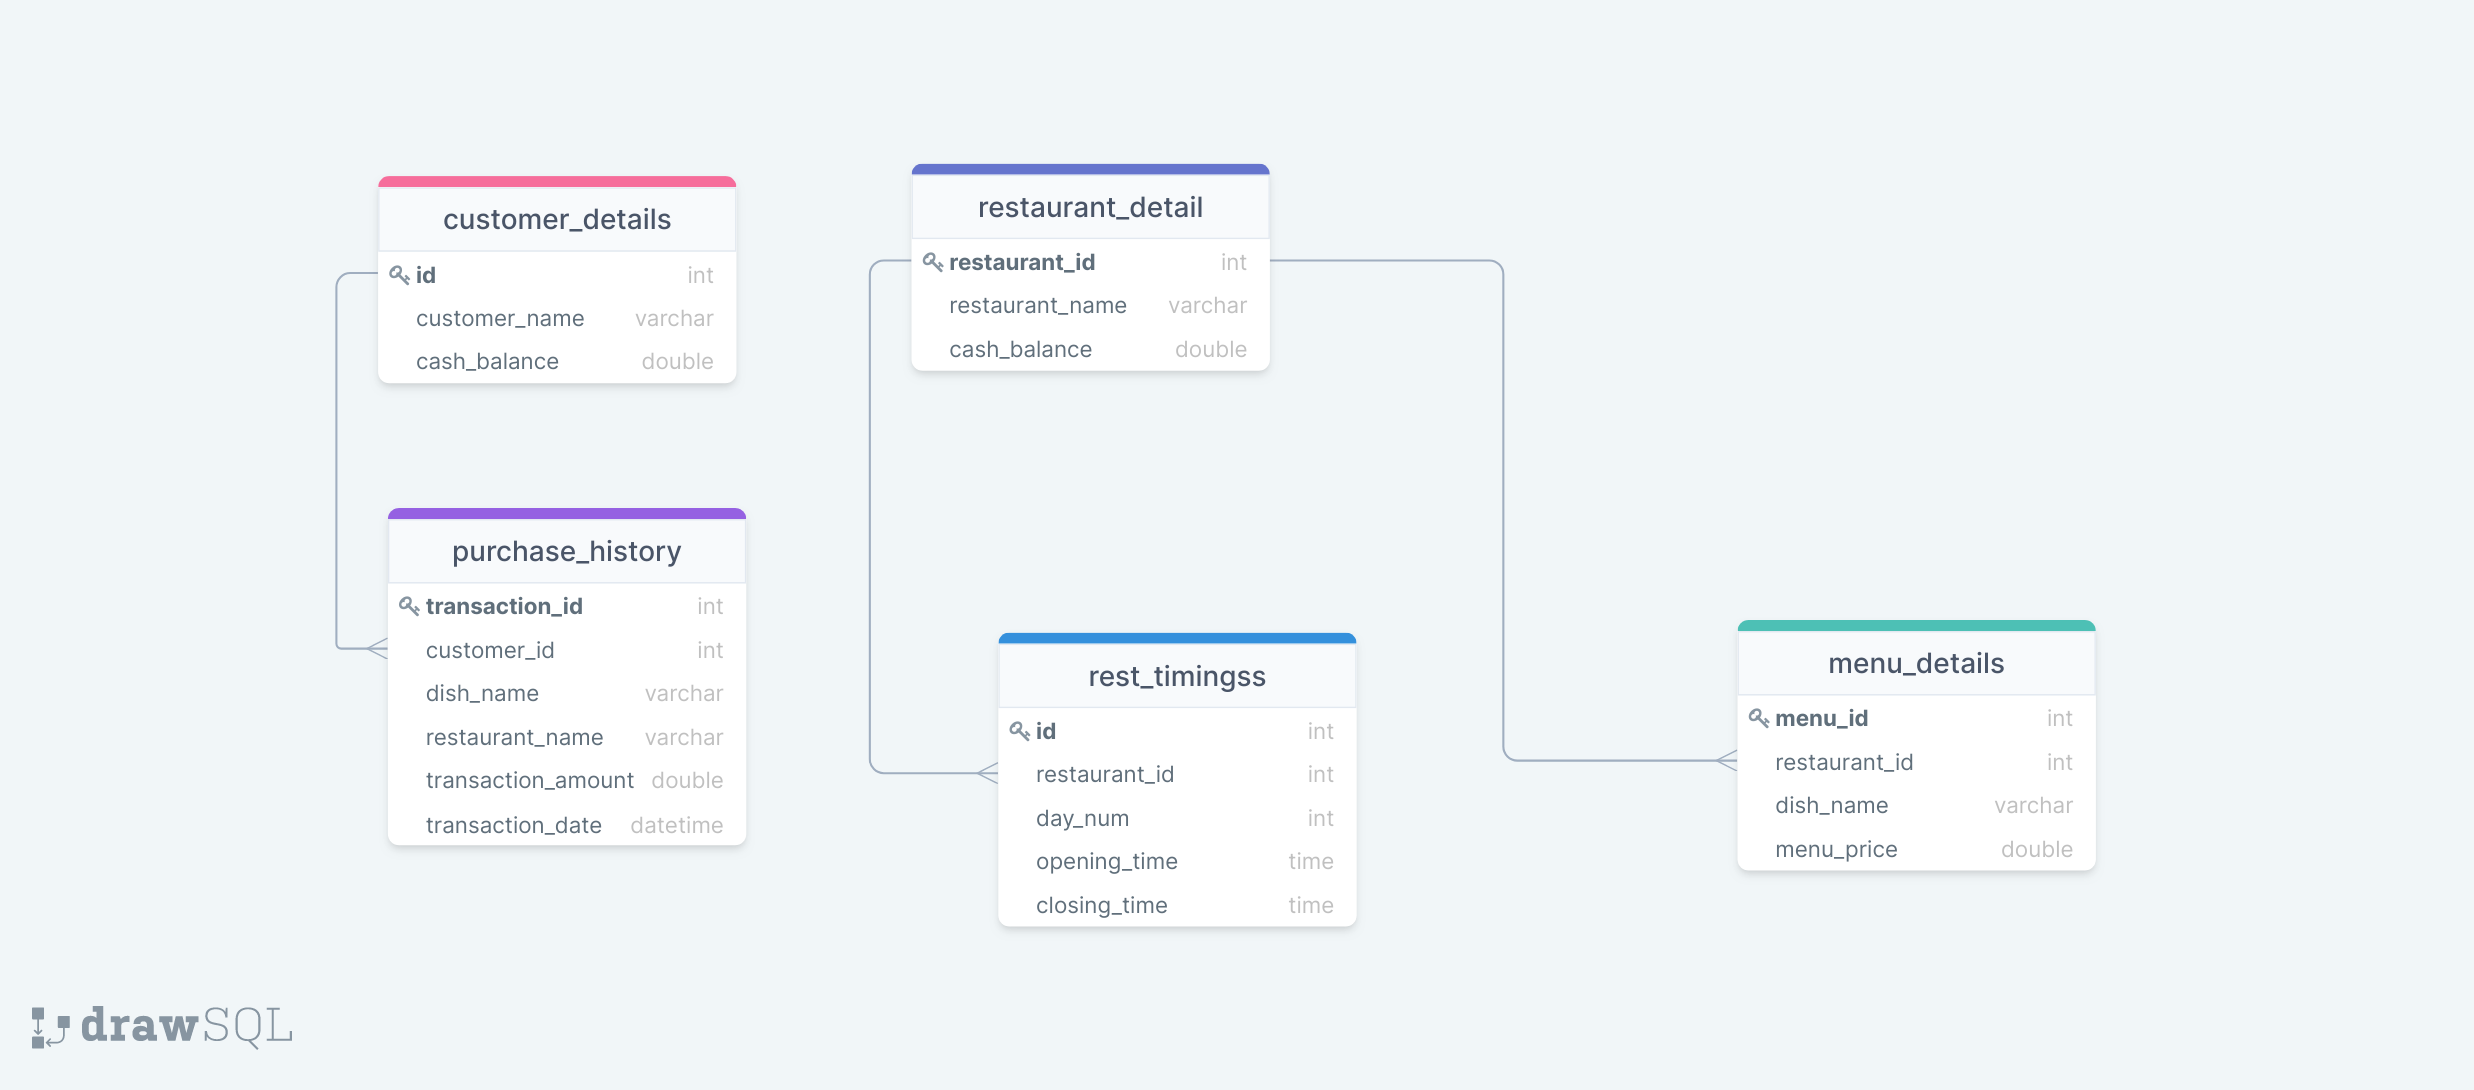 customer_details
id int
customer_name varchar
cash_balance double
restaurant_detail
restaurant_id int
restaurant_name varchar
cash_balance double
purchase_history
transaction_id int
customer_id int
dish_name varchar
restaurant_name varchar
transaction_amount double
transaction_date datetime
rest_timingss
id int
restaurant_id int
day_num int
opening_time time
closing_time time
menu_details
menu_id int
restaurant_id int
dish_name varchar
menu_price double
drawSQL